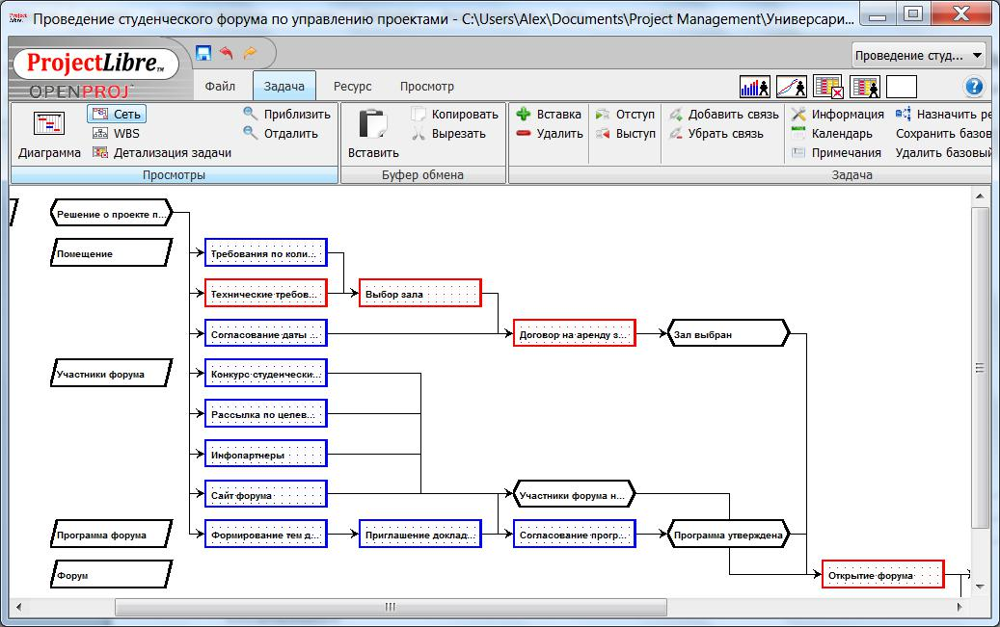 Проведение студенческого форума по управлению проектами - C:\Users\Alex\Documents\Project Management\Универсари...
ProjectLibre™
OPENPROJ
Проведение студ...
Файл Задача Ресурс Просмотр
Диаграмма
Сеть
WBS
Детализация задачи
Приблизить
Отдалить
Просмотры
Вставить
Копировать
Вырезать
Буфер обмена
Вставка
Удалить
Отступ
Выступ
Добавить связь
Убрать связь
Информация
Календарь
Примечания
Назначить ре
Сохранить базов
Удалить базовый
Задача
Решение о проекте п...
Помещение
Требования по коли...
Технические требов...
Выбор зала
Согласование даты ...
Договор на аренду з...
Зал выбран
Участники форума
Конкурс студенчески...
Рассылка по целев...
Инфопартнеры
Сайт форума
Участники форума н...
Программа форума
Формирование тем д...
Приглашение доклад...
Согласование прогр...
Программа утверждена
Форум
Открытие форума